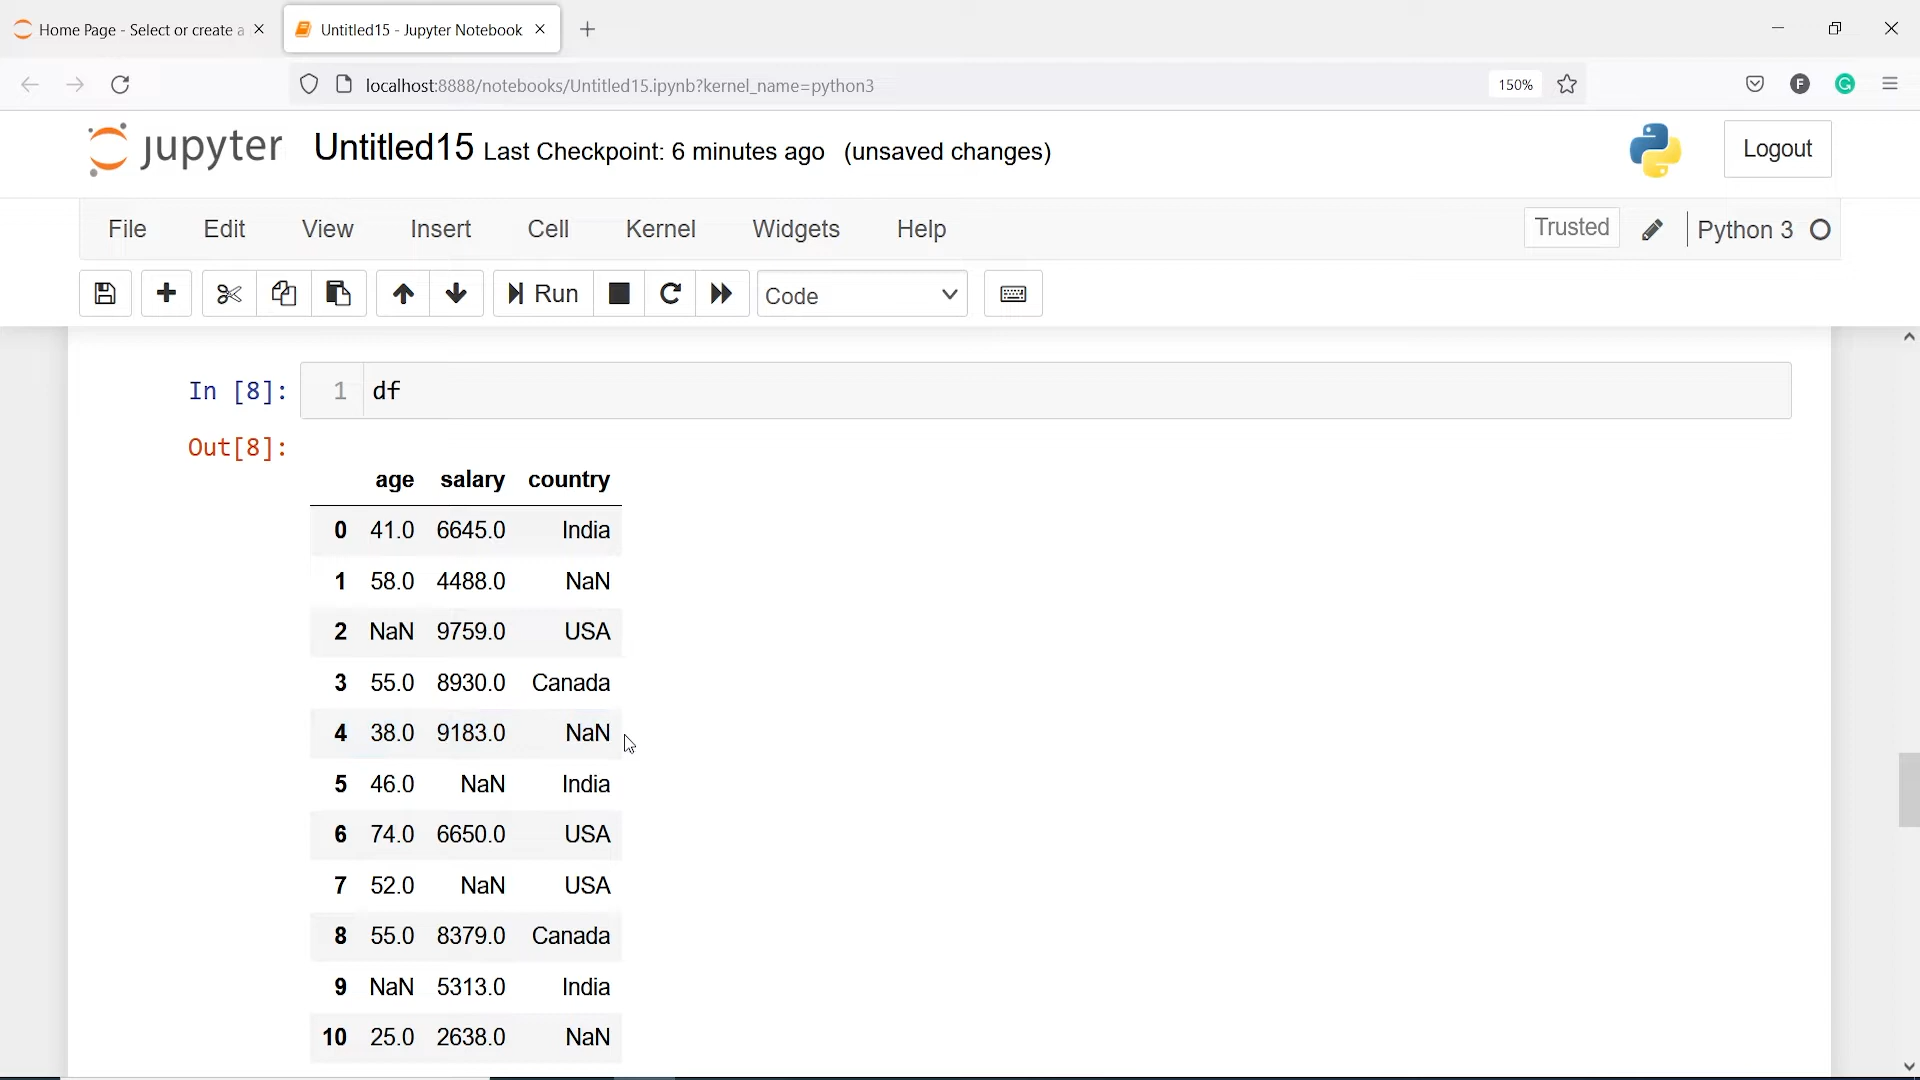 Home Page - Select or create a
Untitled15 - Jupyter Notebook
localhost:8888/notebooks/Untitled15.ipynb?kernel_name=python3
150%
F
G
jupyter Untitled15 Last Checkpoint: 6 minutes ago (unsaved changes)
Logout
File Edit View Insert Cell Kernel Widgets Help
Trusted
Python 3
Run
Code
In [8]: 1 df
Out[8]:
age salary country
0 41.0 6645.0 India
1 58.0 4488.0 NaN
2 NaN 9759.0 USA
3 55.0 8930.0 Canada
4 38.0 9183.0 NaN
5 46.0 NaN India
6 74.0 6650.0 USA
7 52.0 NaN USA
8 55.0 8379.0 Canada
9 NaN 5313.0 India
10 25.0 2638.0 NaN